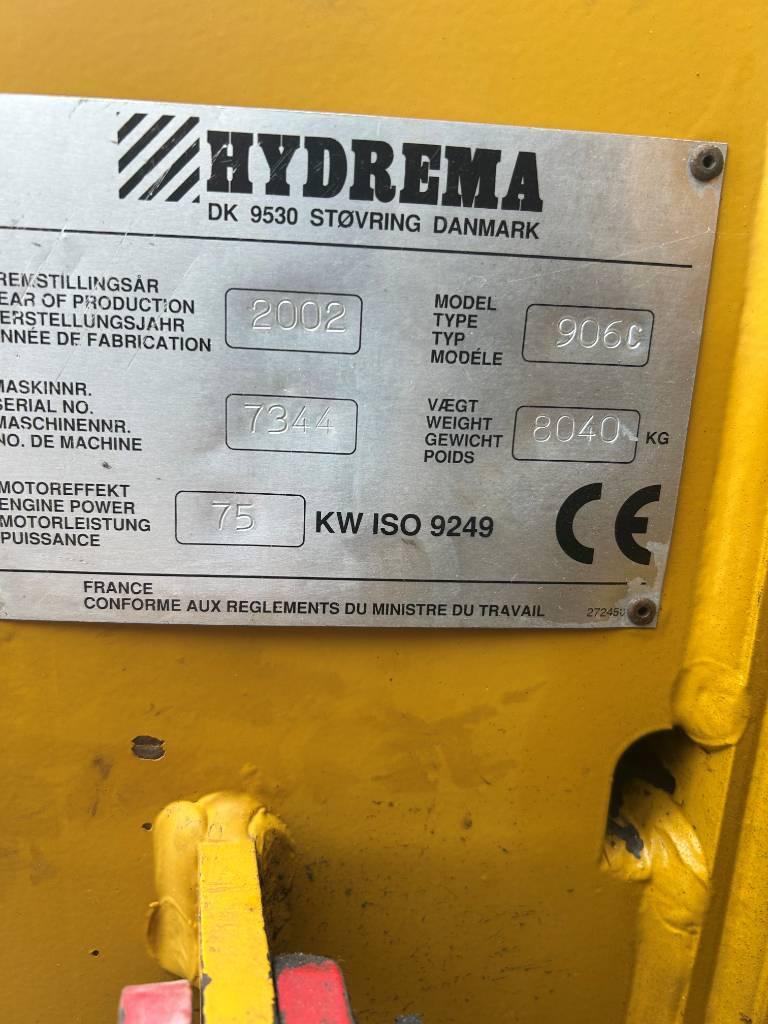 HYDREMA
DK 9530 STØVRING DANMARK
REMSTILLINGSÅR
EAR OF PRODUCTION
ERSTELLUNGSJAHR
NNÉE DE FABRICATION
2002
MODEL
TYPE
TYP
MODÉLE
906C
MASKINNR.
SERIAL NO.
MASCHINENNR.
NO. DE MACHINE
7344
VÆGT
WEIGHT
GEWICHT
POIDS
8040 KG
MOTOREFFEKT
ENGINE POWER
MOTORLEISTUNG
PUISSANCE
75 KW ISO 9249
CE
FRANCE
CONFORME AUX REGLEMENTS DU MINISTRE DU TRAVAIL